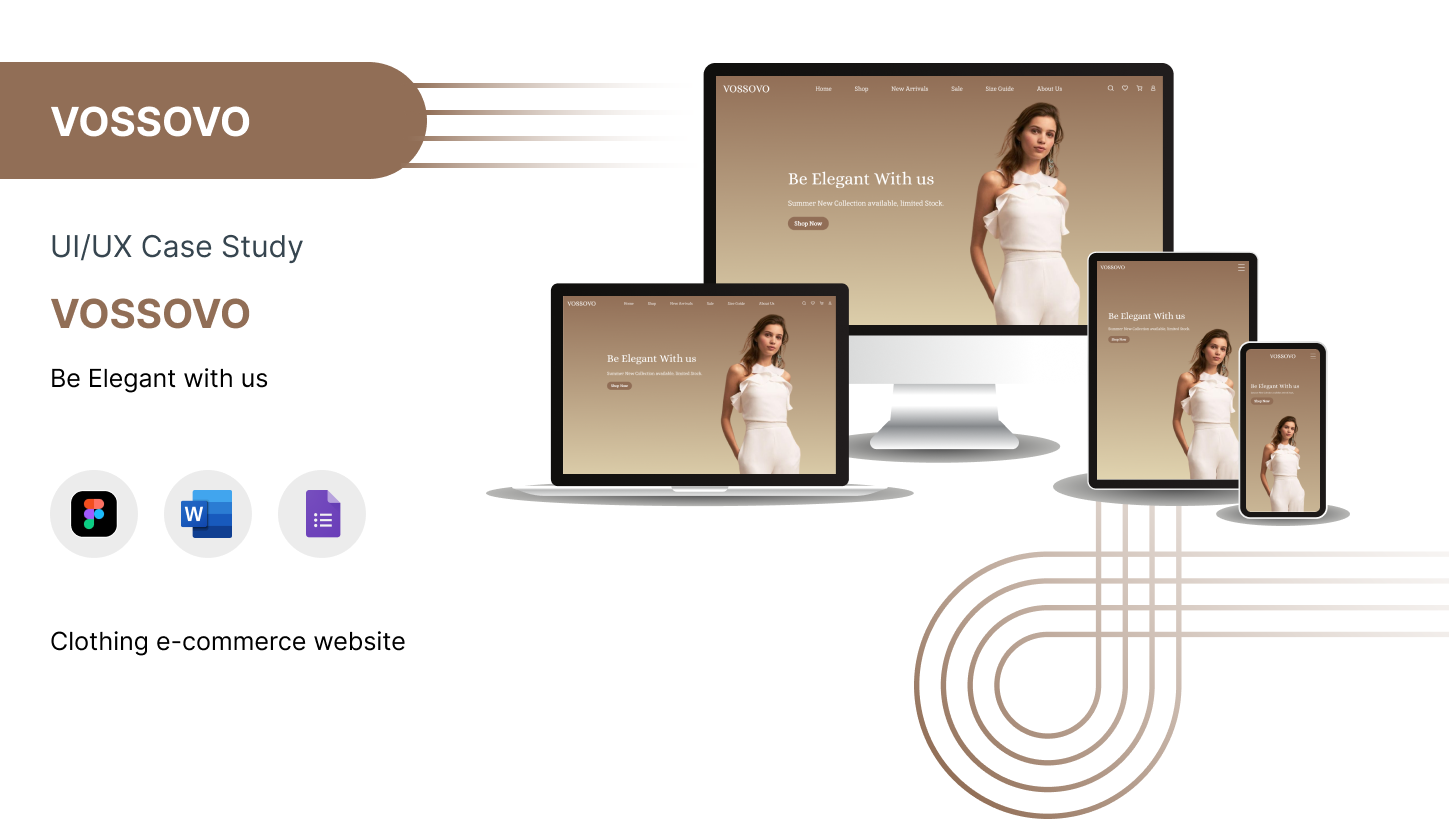 VOSSOVO
UI/UX Case Study
VOSSOVO
Be Elegant with us
W
Clothing e-commerce website
VOSSOVO Home Shop New Arrivals Sale Size Guide About Us
Be Elegant With us
Summer New Collection available, limited Stock.
Shop Now
VOSSOVO Home Shop New Arrivals Sale Size Guide About Us
Be Elegant With us
Summer New Collection available, limited Stock.
Shop Now
VOSSOVO
Be Elegant With us
Summer New Collection available, limited Stock.
Shop Now
VOSSOVO
Be Elegant With us
Shop Now